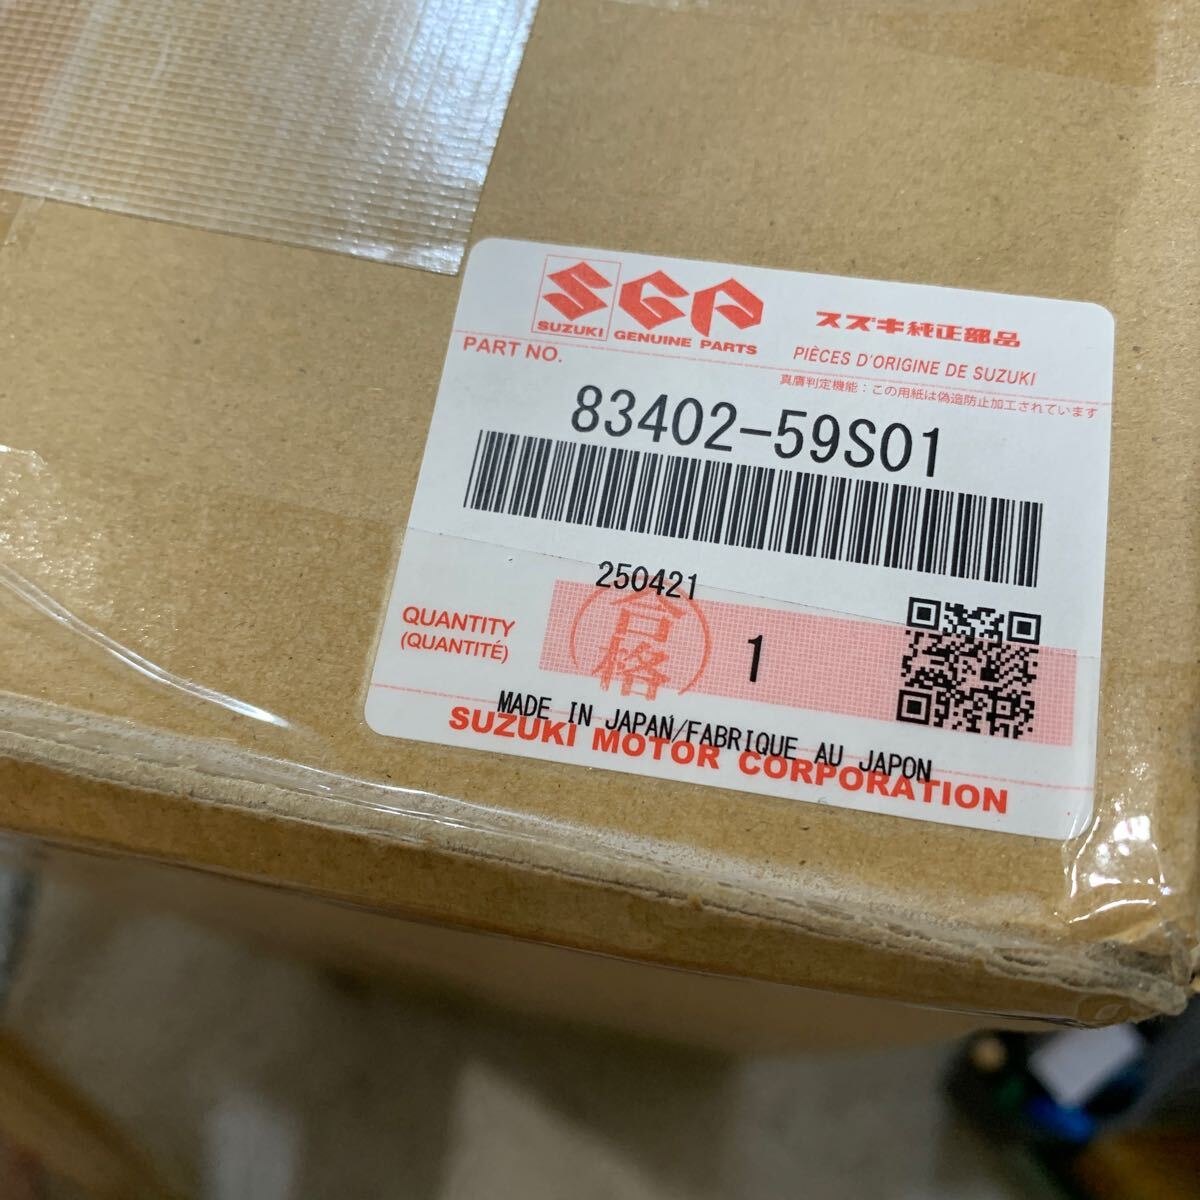 SUZUKI
SGP
GENUINE PARTS
スズキ純正部品
PART NO.
PIÈCES D'ORIGINE DE SUZUKI
真贋判定機能:この用紙は偽造防止加工されています
83402-59S01
250421
QUANTITY
(QUANTITÉ)
合格
1
MADE IN JAPAN/FABRIQUE AU JAPON
SUZUKI MOTOR CORPORATION